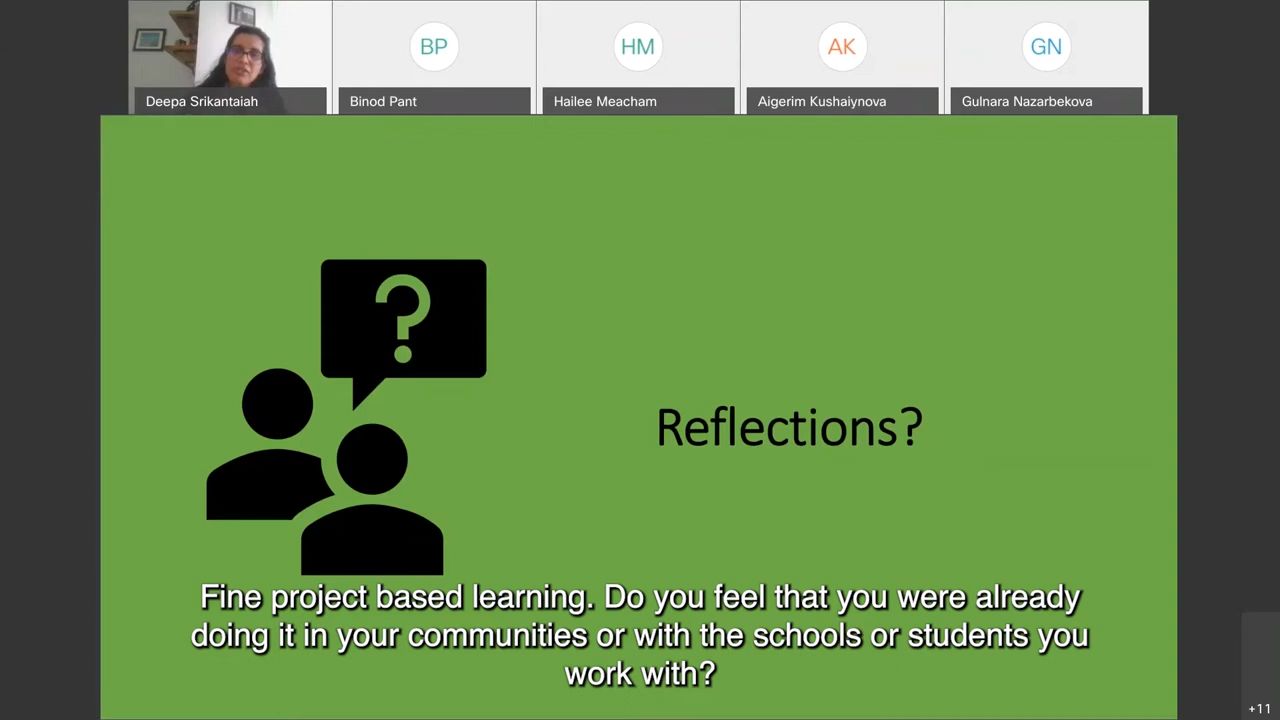 BP
HM
AK
GN
Deepa Srikantaiah
Binod Pant
Hailee Meacham
Aigerim Kushaiynova
Gulnara Nazarbekova
?
Reflections?
Fine project based learning. Do you feel that you were already
doing it in your communities or with the schools or students you
work with?
+11